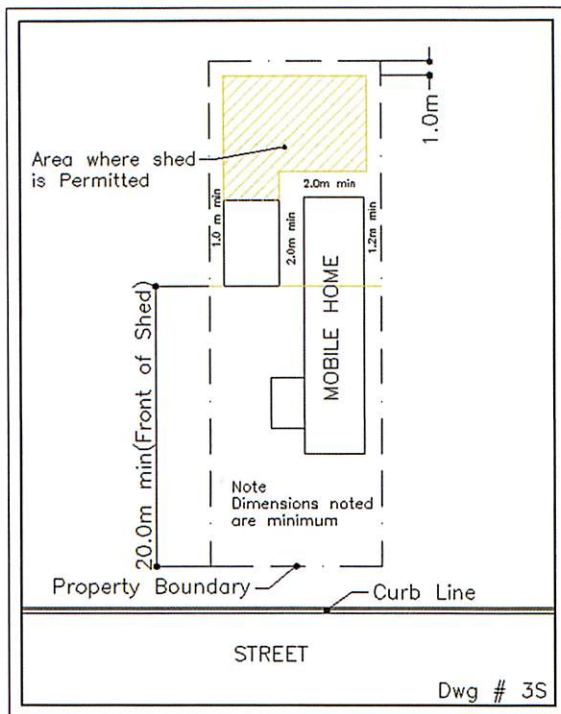 1.0m
Area where shed
is Permitted
2.0m min
1.0 m min
2.0m min
1.2m min
MOBILE HOME
20.0m min(Front of Shed)
Note
Dimensions noted
are minimum
Property Boundary
Curb Line
STREET
Dwg # 3S